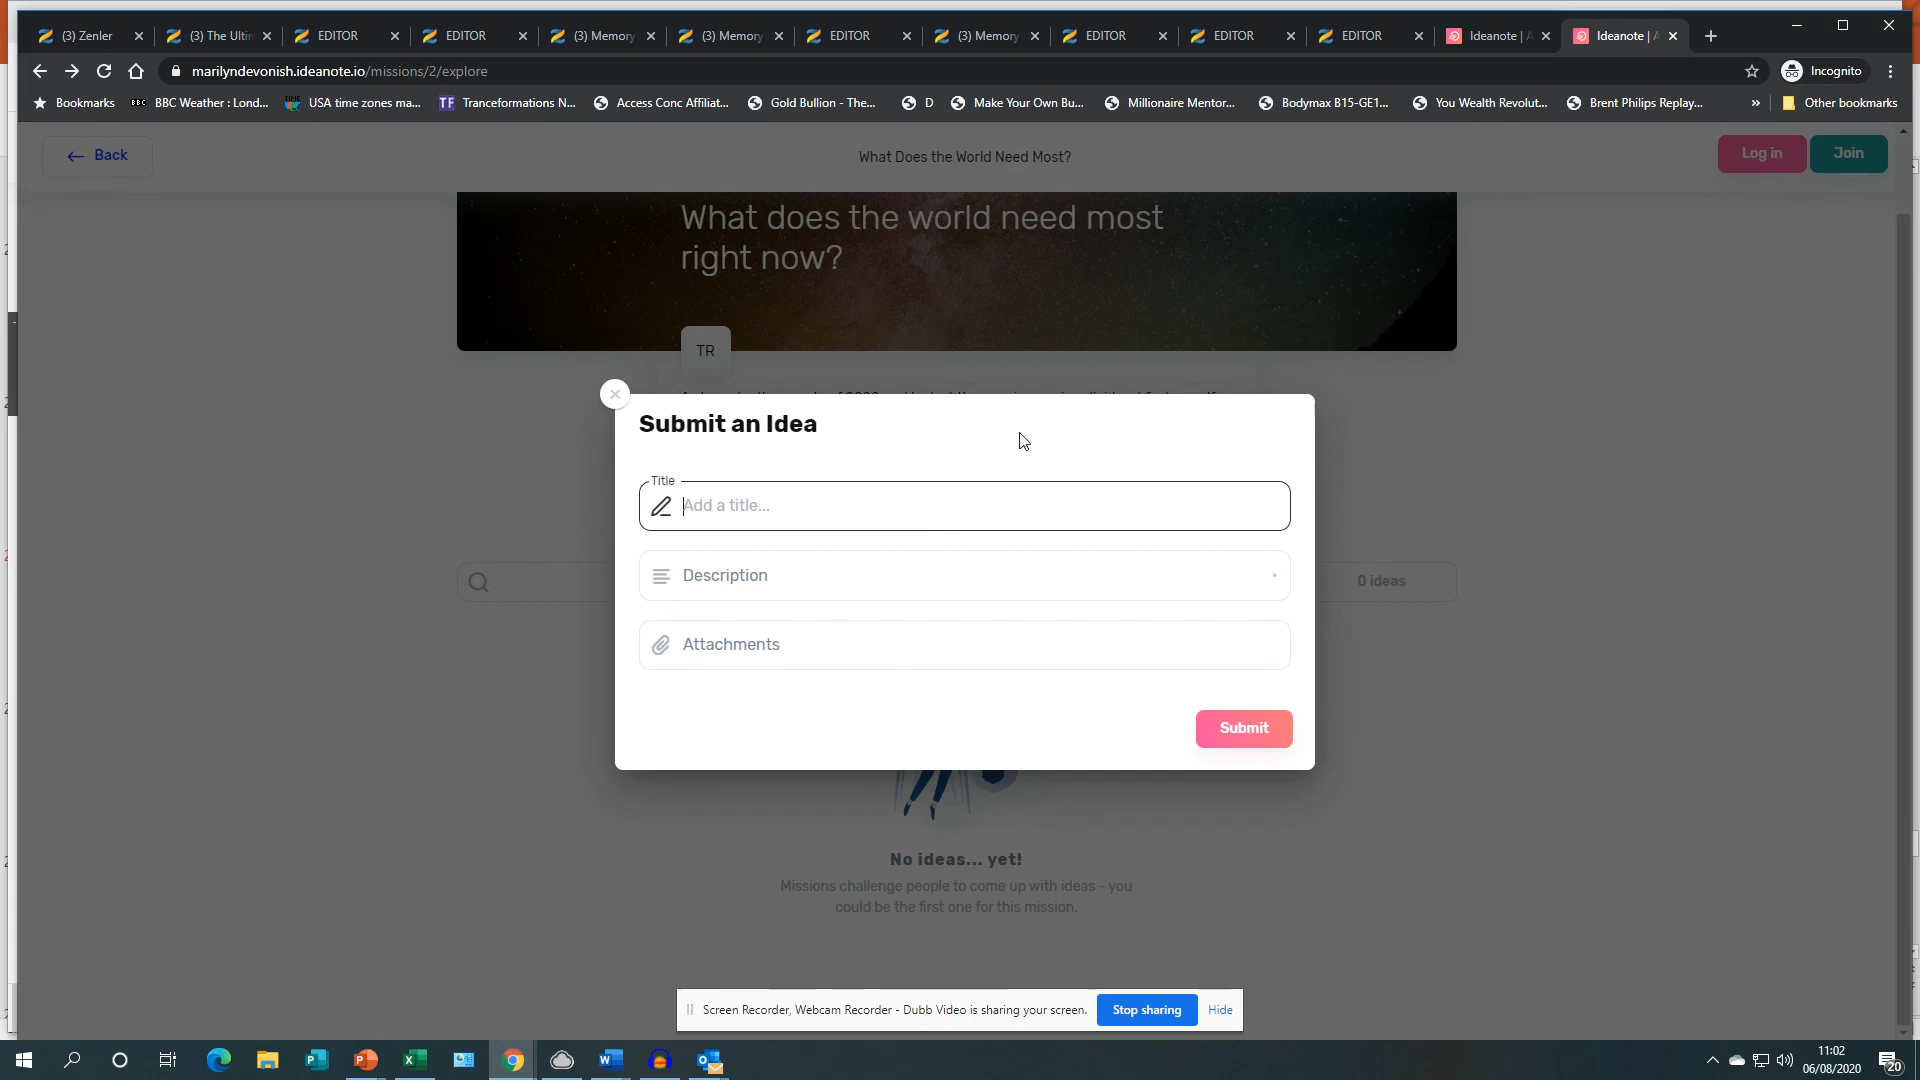 (3) Zenler
(3) The Ultin
EDITOR
EDITOR
(3) Memory
(3) Memory
EDITOR
(3) Memory
EDITOR
EDITOR
EDITOR
Ideanote | A
Ideanote | A
marilyndevonish.ideanote.io/missions/2/explore
Incognito
Bookmarks
BBC
BBC Weather : Lond...
TIME
USA time zones ma...
TF
Tranceformations N...
Access Conc Affiliat...
Gold Bullion - The...
D
Make Your Own Bu...
Millionaire Mentor...
Bodymax B15-GE1...
You Wealth Revolut...
Brent Philips Replay...
»
Other bookmarks
Back
What Does the World Need Most?
Log in
Join
What does the world need most
right now?
TR
Submit an Idea
Title
Add a title...
Description
0 ideas
Attachments
Submit
No ideas... yet!
Missions challenge people to come up with ideas - you
could be the first one for this mission.
Screen Recorder, Webcam Recorder - Dubb Video is sharing your screen.
Stop sharing
Hide
11:02
06/08/2020
20